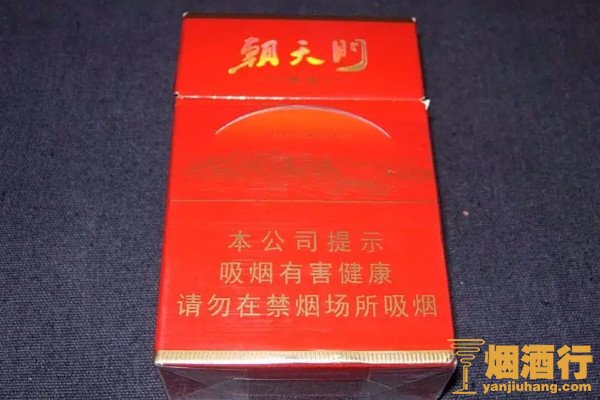 朝天門
本公司提示
吸烟有害健康
请勿在禁烟场所吸烟
烟酒行
yanjiuhang.com